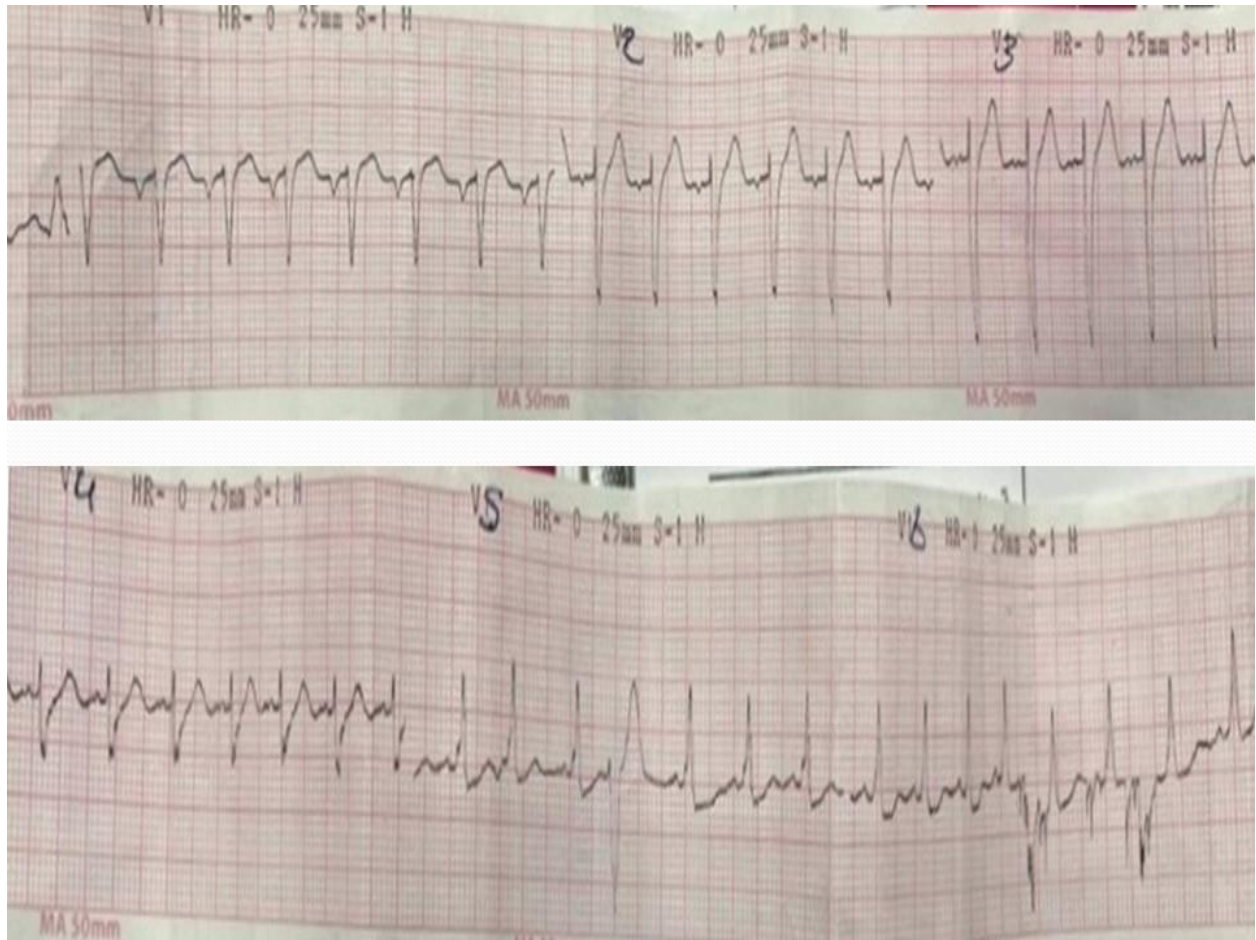 V1 HR- 0 25mm S-1 H
V2 HR- 0 25mm S-1 H
V3 HR- 0 25mm S-1 H
0mm
MA 50mm
MA 50mm
V4 HR- 0 25mm S-1 H
V5 HR- 0 25mm S-1 H
V6 HR- 0 25mm S-1 H
MA 50mm